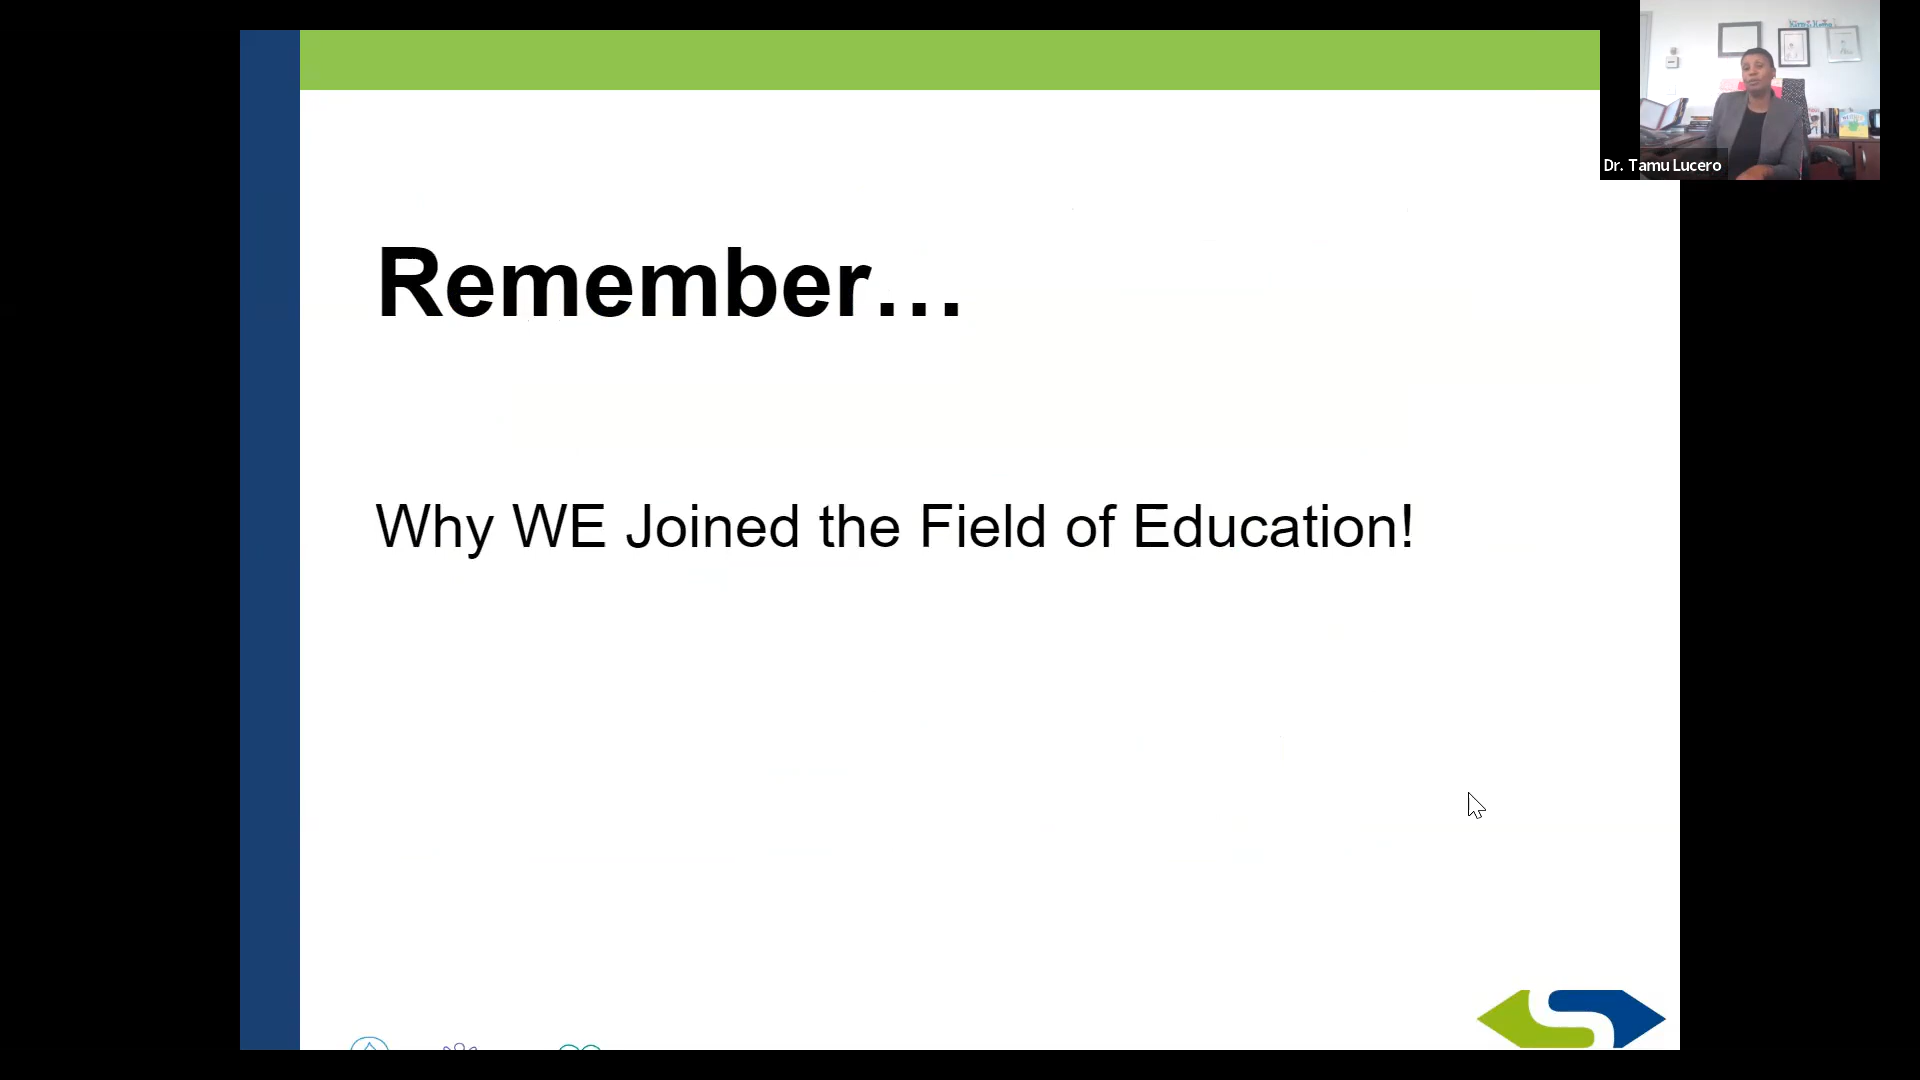 Remember…
Why WE Joined the Field of Education!
Dr. Tamu Lucero